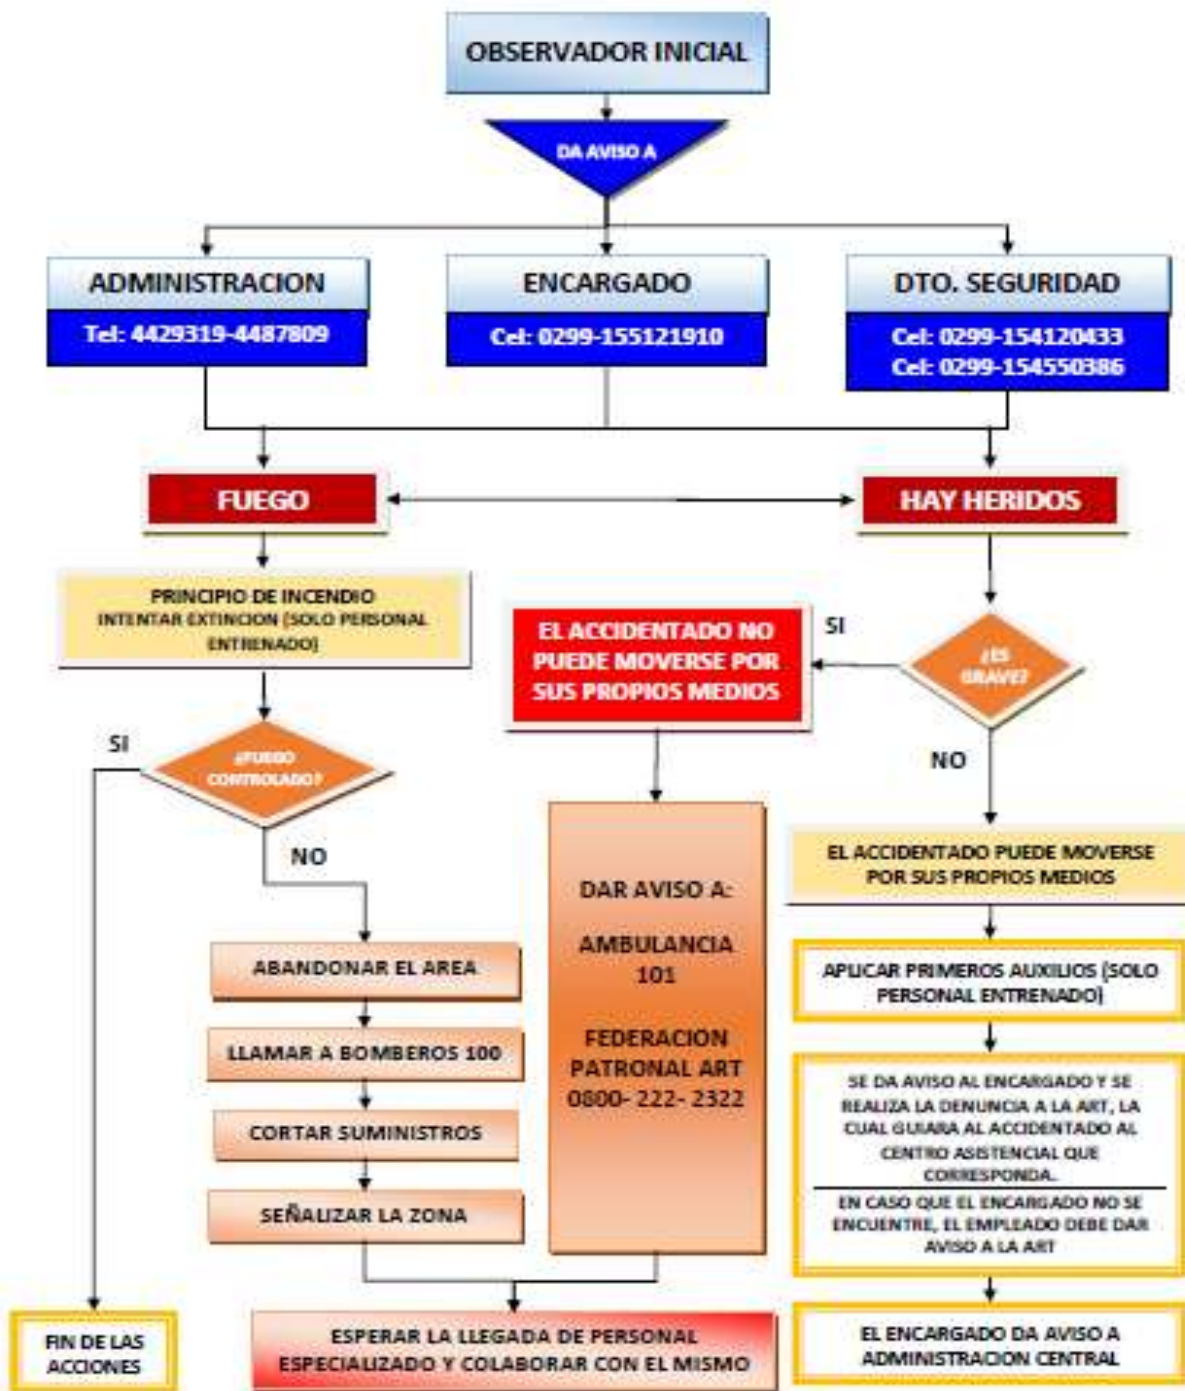 OBSERVADOR INICIAL
DA AVISO A
ADMINISTRACION
Tel: 4429319-4487809
ENCARGADO
Cel: 0299-155121910
DTO. SEGURIDAD
Cel: 0299-154120433
Cel: 0299-154550386
FUEGO
HAY HERIDOS
PRINCIPIO DE INCENDIO
INTENTAR EXTINCION (SOLO PERSONAL
ENTRENADO)
¿FUEGO
CONTROLADO?
SI
NO
ABANDONAR EL AREA
LLAMAR A BOMBEROS 100
CORTAR SUMINISTROS
SEÑALIZAR LA ZONA
FIN DE LAS
ACCIONES
¿ES
GRAVE?
SI
EL ACCIDENTADO NO
PUEDE MOVERSE POR
SUS PROPIOS MEDIOS
DAR AVISO A:
AMBULANCIA
101
FEDERACION
PATRONAL ART
0800- 222- 2322
ESPERAR LA LLEGADA DE PERSONAL
ESPECIALIZADO Y COLABORAR CON EL MISMO
NO
EL ACCIDENTADO PUEDE MOVERSE
POR SUS PROPIOS MEDIOS
APLICAR PRIMEROS AUXILIOS (SOLO
PERSONAL ENTRENADO)
SE DA AVISO AL ENCARGADO Y SE
REALIZA LA DENUNCIA A LA ART, LA
CUAL GUIARA AL ACCIDENTADO AL
CENTRO ASISTENCIAL QUE
CORRESPONDA.
EN CASO QUE EL ENCARGADO NO SE
ENCUENTRE, EL EMPLEADO DEBE DAR
AVISO A LA ART
EL ENCARGADO DA AVISO A
ADMINISTRACION CENTRAL